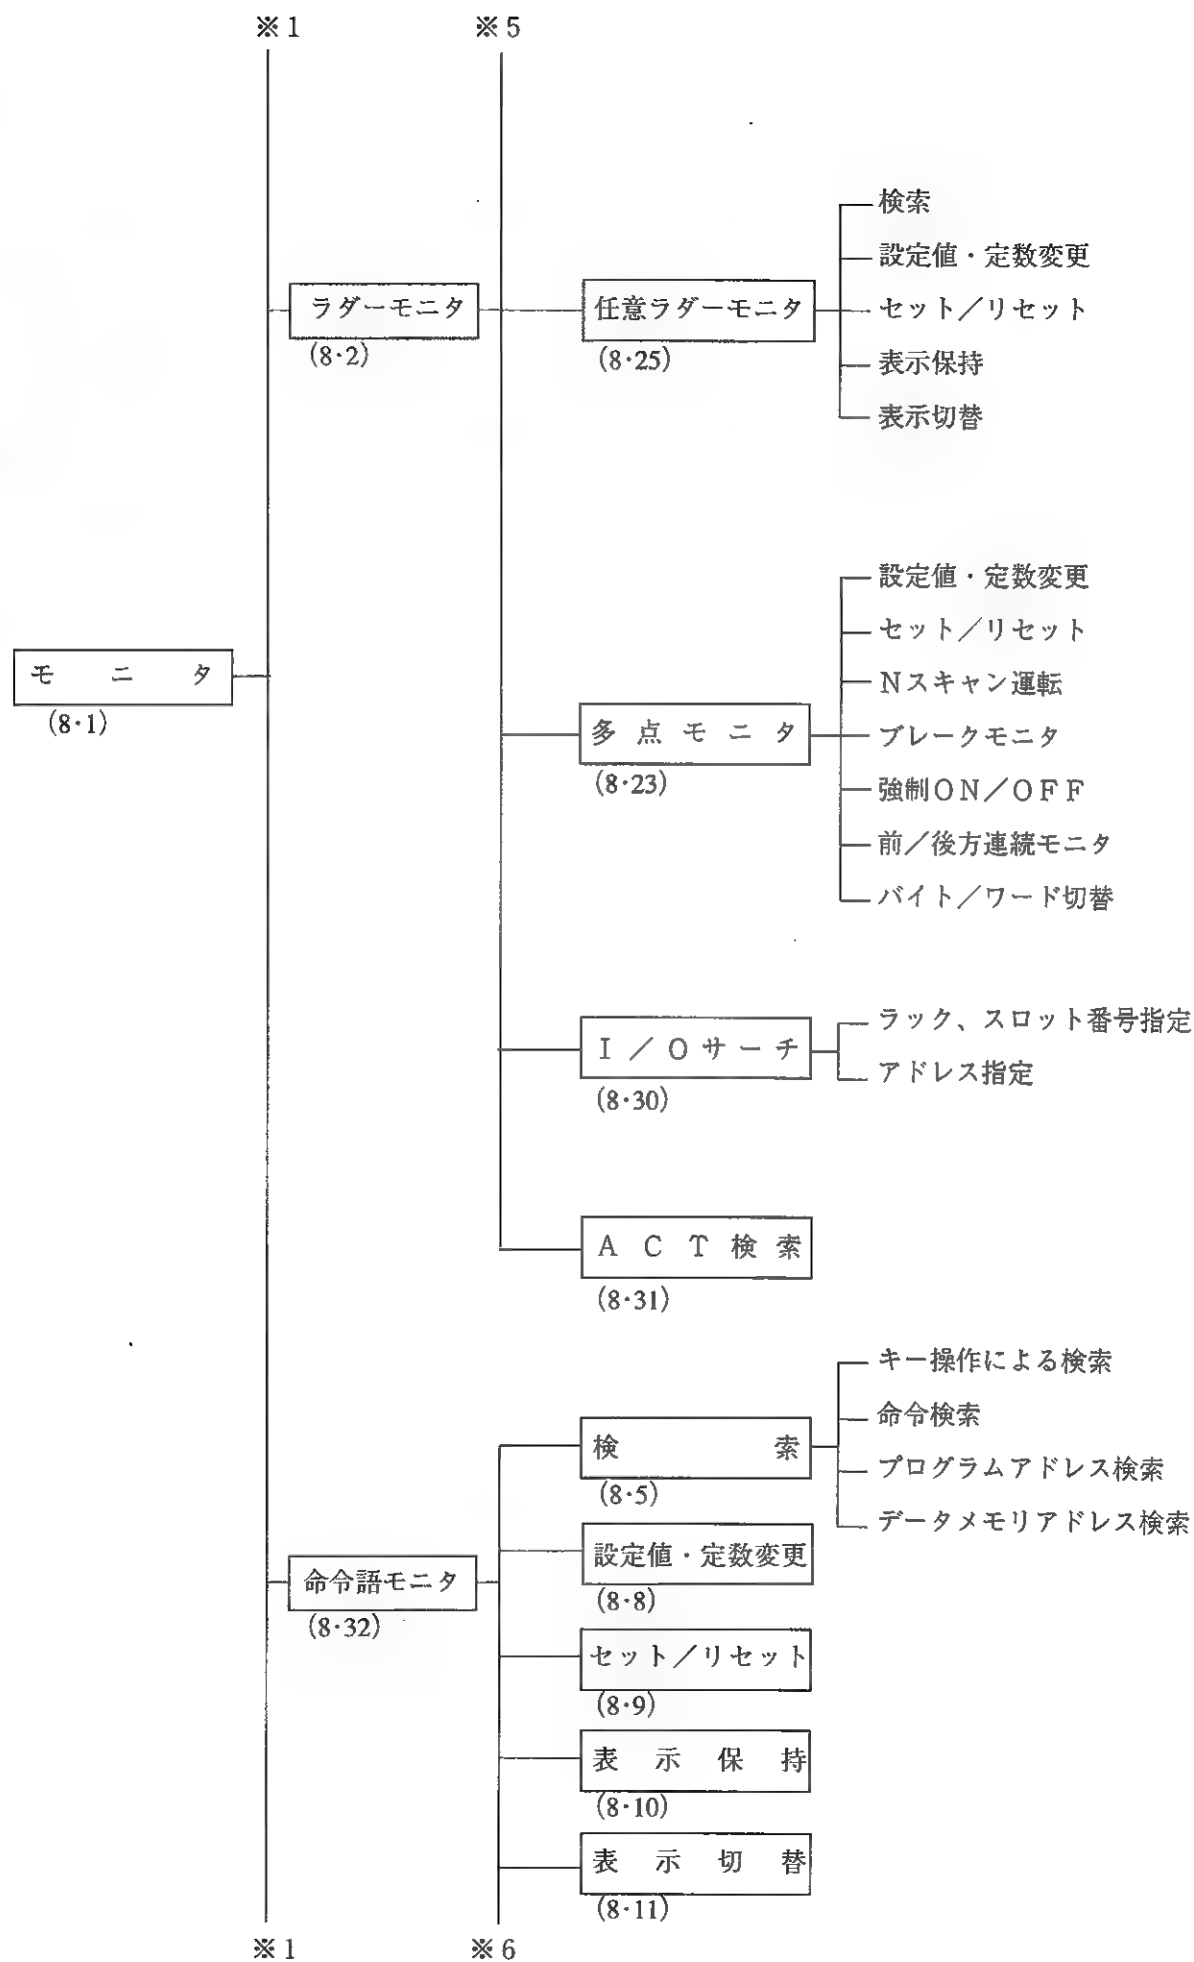 ※1
※5
検索
設定値・定数変更
ラダーモニタ
(8・2)
任意ラダーモニタ
(8・25)
セット／リセット
表示保持
表示切替
モニタ
(8・1)
設定値・定数変更
セット／リセット
Nスキャン運転
多点モニタ
(8・23)
ブレークモニタ
強制ON／OFF
前／後方連続モニタ
バイト／ワード切替
I／Oサーチ
(8・30)
ラック、スロット番号指定
アドレス指定
ACT検索
(8・31)
キー操作による検索
命令検索
検索
(8・5)
プログラムアドレス検索
データメモリアドレス検索
命令語モニタ
(8・32)
設定値・定数変更
(8・8)
セット／リセット
(8・9)
表示保持
(8・10)
表示切替
(8・11)
※1
※6